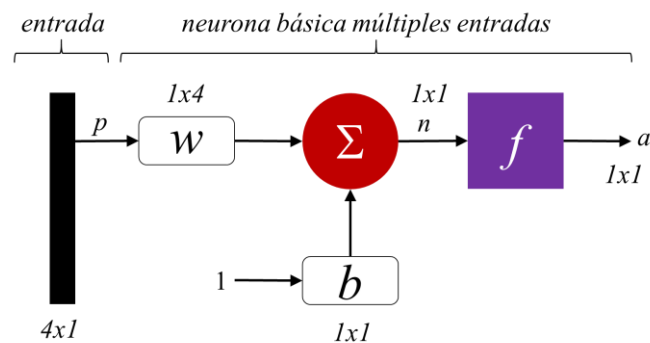 entrada neurona básica múltiples entradas
1x4 1x1
p w Σ n f a
1x1
1 b
4x1 1x1